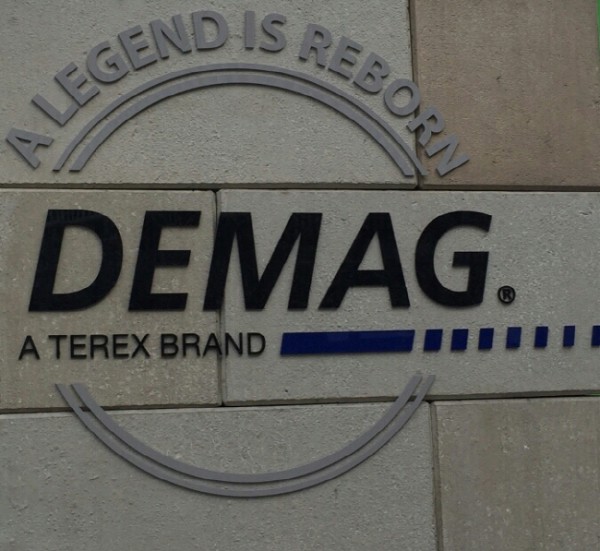 A LEGEND IS REBORN
DEMAG®
A TEREX BRAND